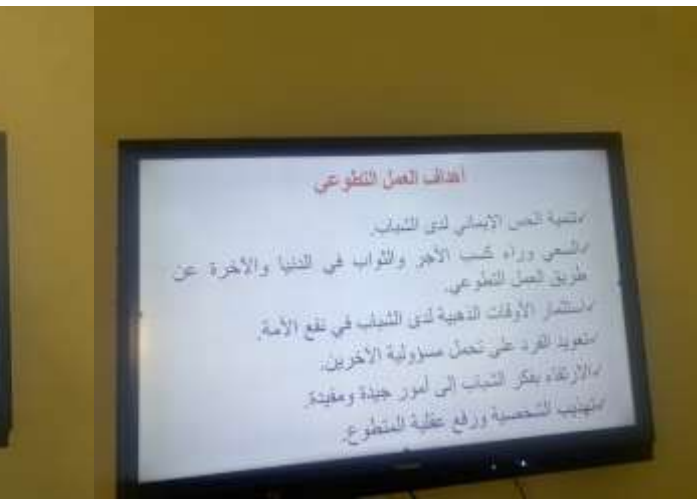 أهداف العمل التطوعي
✓تنمية الحس الإيماني لدى الشباب.
✓السعي وراء كسب الأجر والثواب في الدنيا والآخرة عن
طريق العمل التطوعي.
✓استثمار الأوقات الذهبية لدى الشباب في نفع الأمة.
✓تعويد الفرد على تحمل مسؤولية الآخرين.
✓الارتقاء بفكر الشباب إلى أمور جيدة ومفيدة.
✓تهذيب الشخصية ورفع عقلية المتطوع.